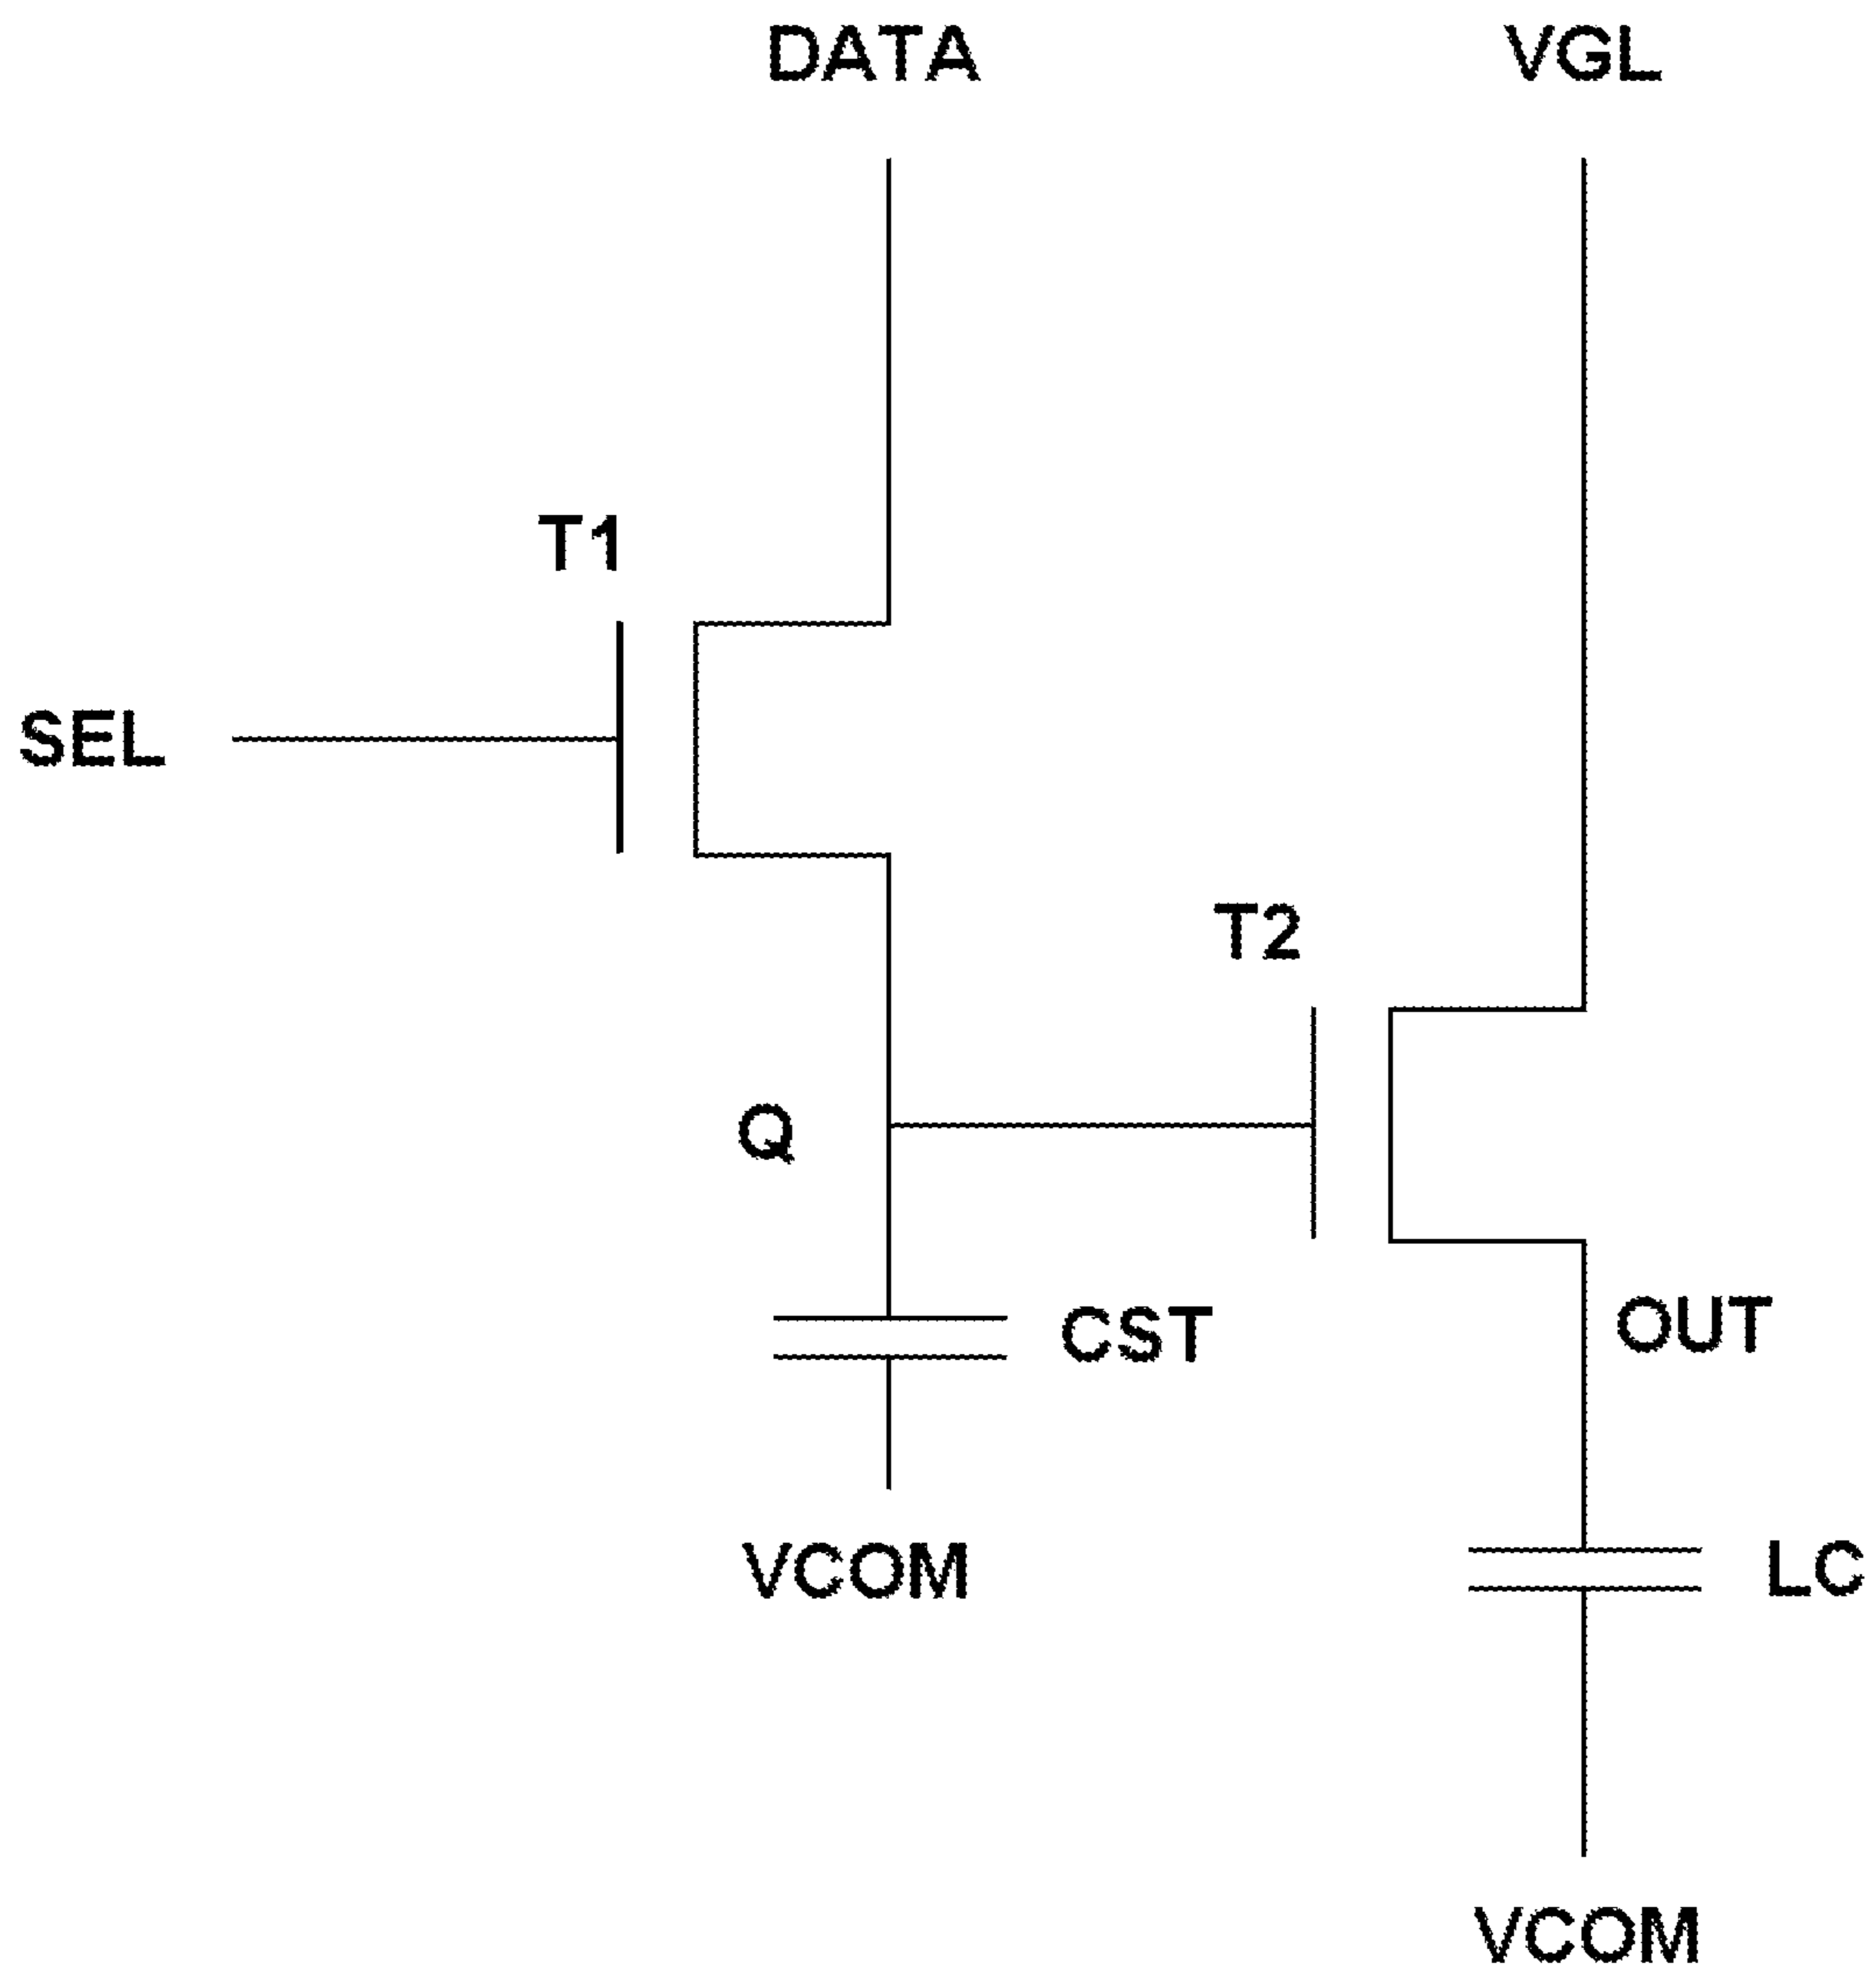 DATA
VGL
T1
SEL
T2
Q
CST
OUT
VCOM
LC
VCOM